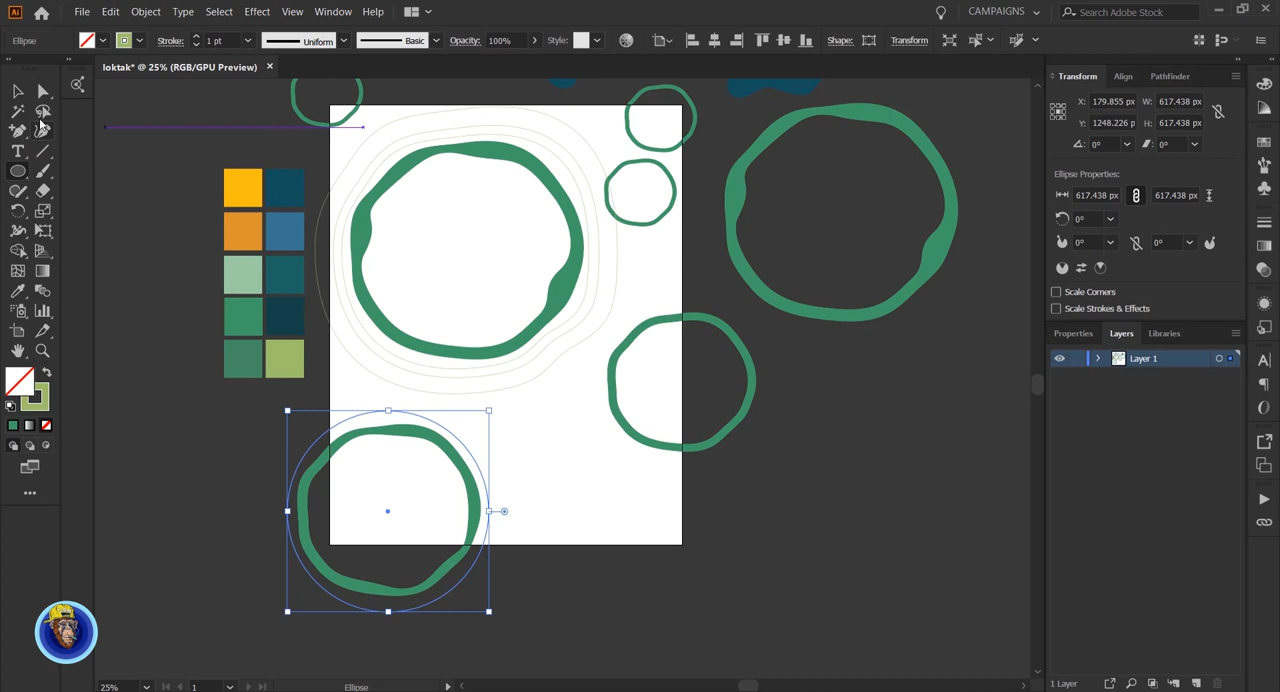 Ai File Edit Object Type Select Effect View Window Help CAMPAIGNS Search Adobe Stock
Ellipse Stroke: 1 pt Uniform Basic Opacity: 100% Style: Shape: Transform
loktak* @ 25% (RGB/GPU Preview) ×
Transform Align Pathfinder
X: 179.855 px W: 617.438 px
Y: 1248.226 px H: 617.438 px
0° 0°
Ellipse Properties:
617.438 px 617.438 px
0°
0° 0°
Scale Corners
Scale Strokes & Effects
Properties Layers Libraries
Layer 1
1 Layer
25% 1 Ellipse